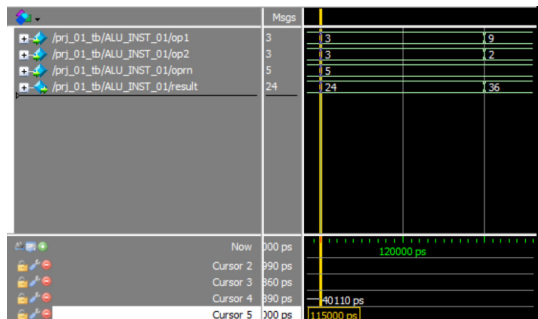 Msgs
/prj_01_tb/ALU_INST_01/op1 3 3 9
/prj_01_tb/ALU_INST_01/op2 3 3 2
/prj_01_tb/ALU_INST_01/oprn 5 5
/prj_01_tb/ALU_INST_01/result 24 24 36
Now 000 ps 120000 ps
Cursor 2 990 ps
Cursor 3 860 ps
Cursor 4 890 ps 40110 ps
Cursor 5 000 ps 115000 ps